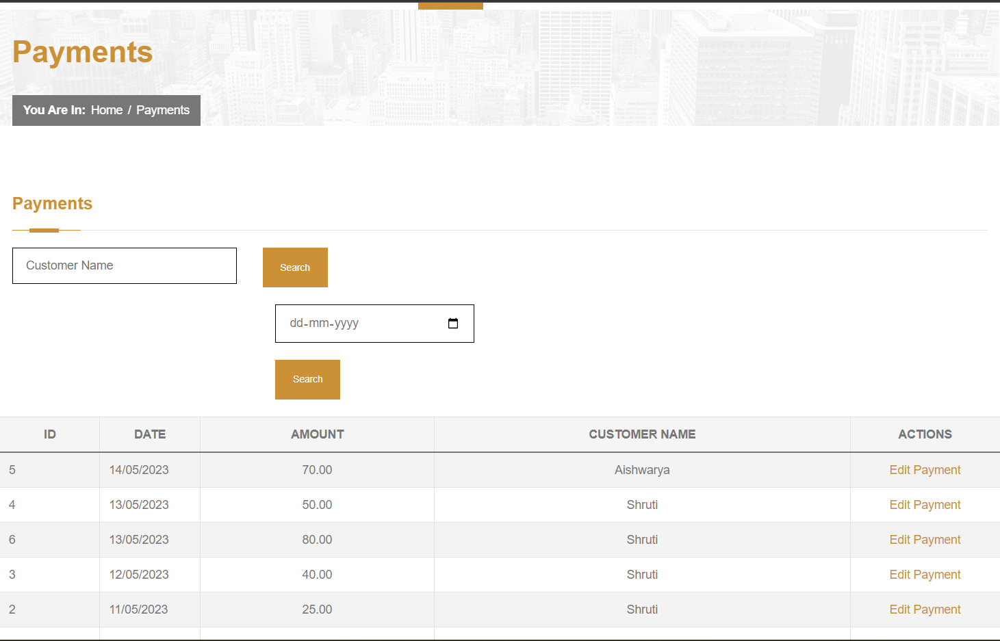 Payments
You Are In: Home / Payments
Payments
Customer Name
Search
dd-mm-yyyy
Search
ID DATE AMOUNT CUSTOMER NAME ACTIONS
5 14/05/2023 70.00 Aishwarya Edit Payment
4 13/05/2023 50.00 Shruti Edit Payment
6 13/05/2023 80.00 Shruti Edit Payment
3 12/05/2023 40.00 Shruti Edit Payment
2 11/05/2023 25.00 Shruti Edit Payment